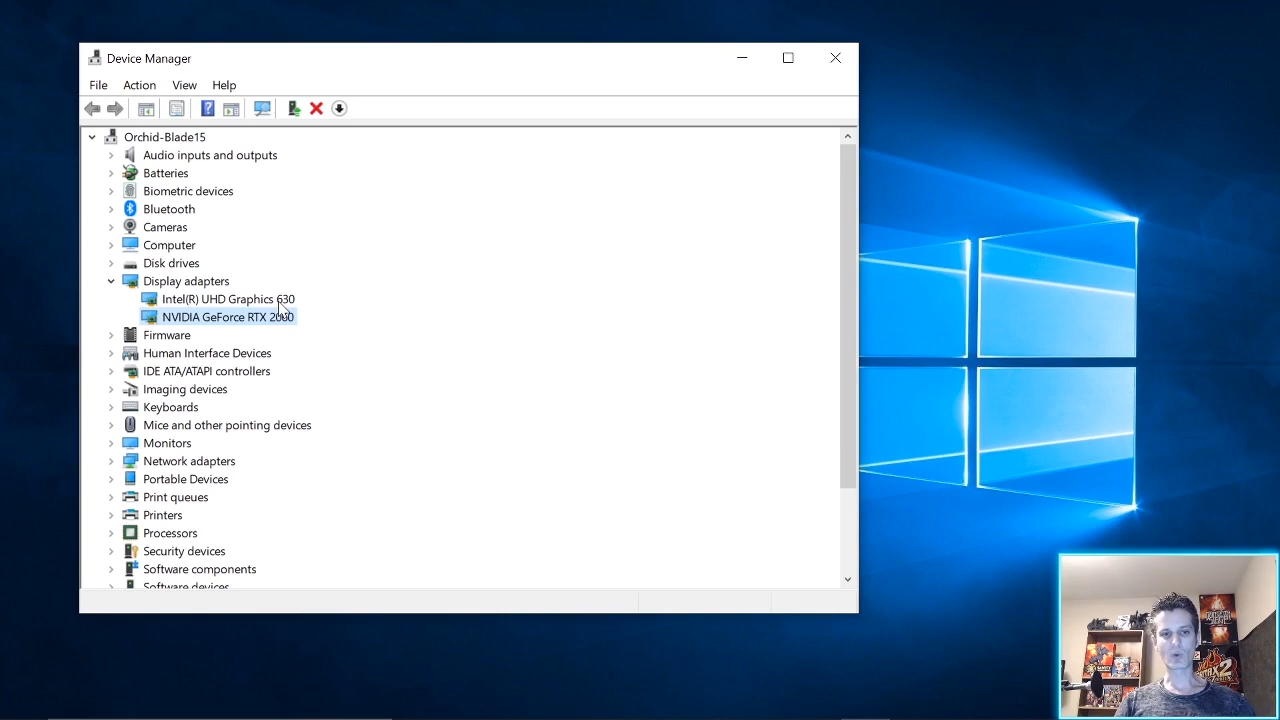 Device Manager
File Action View Help
Orchid-Blade15
Audio inputs and outputs
Batteries
Biometric devices
Bluetooth
Cameras
Computer
Disk drives
Display adapters
Intel(R) UHD Graphics 630
NVIDIA GeForce RTX
Firmware
Human Interface Devices
IDE ATA/ATAPI controllers
Imaging devices
Keyboards
Mice and other pointing devices
Monitors
Network adapters
Portable Devices
Print queues
Printers
Processors
Security devices
Software components
Software devices